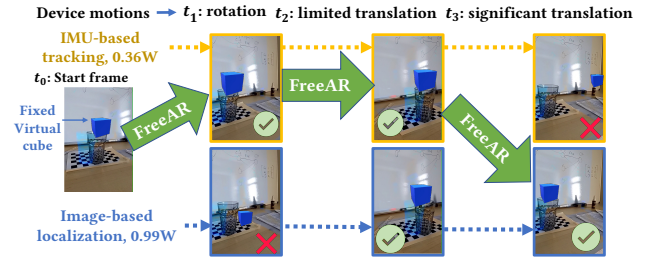 Device motions t₁: rotation t₂: limited translation t₃: significant translation
IMU-based
tracking, 0.36W
t₀: Start frame
Fixed
Virtual
cube
FreeAR
FreeAR
FreeAR
Image-based
localization, 0.99W